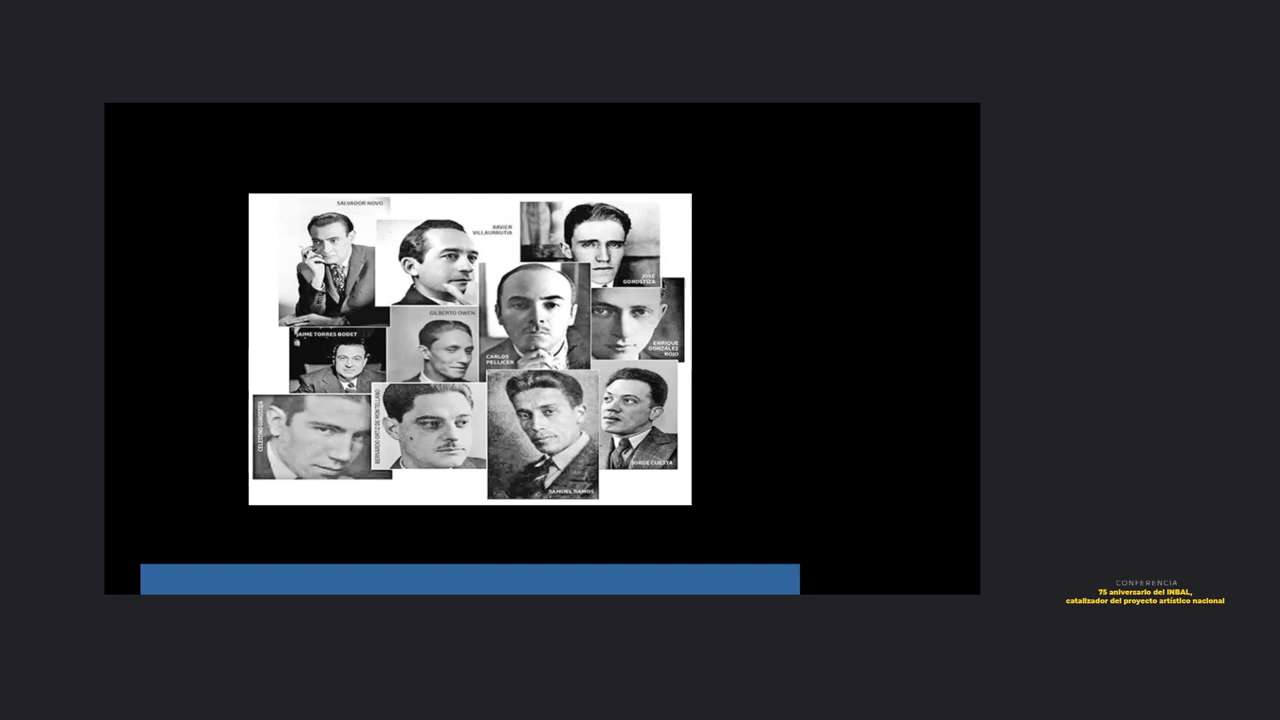 SALVADOR NOVO
XAVIER
VILLAURRUTIA
JOSÉ
GOROSTIZA
JAIME TORRES BODET
GILBERTO OWEN
CARLOS
PELLICER
ENRIQUE
GONZÁLEZ
ROJO
CELESTINO GOROSTIZA
BERNARDO ORTIZ DE MONTELLANO
SAMUEL RAMOS
JORGE CUESTA
CONFERENCIA
75 aniversario del INBAL,
catalizador del proyecto artístico nacional